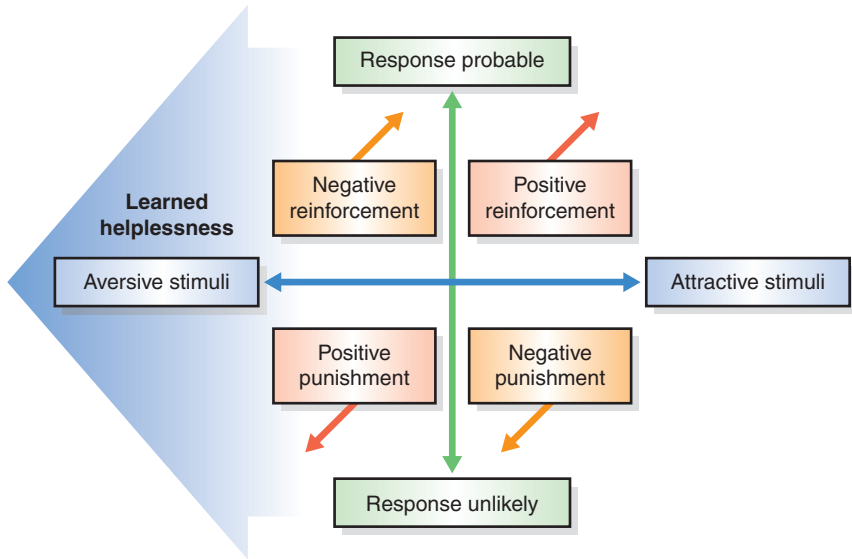 Response probable
Negative
reinforcement
Positive
reinforcement
Learned
helplessness
Aversive stimuli
Attractive stimuli
Positive
punishment
Negative
punishment
Response unlikely